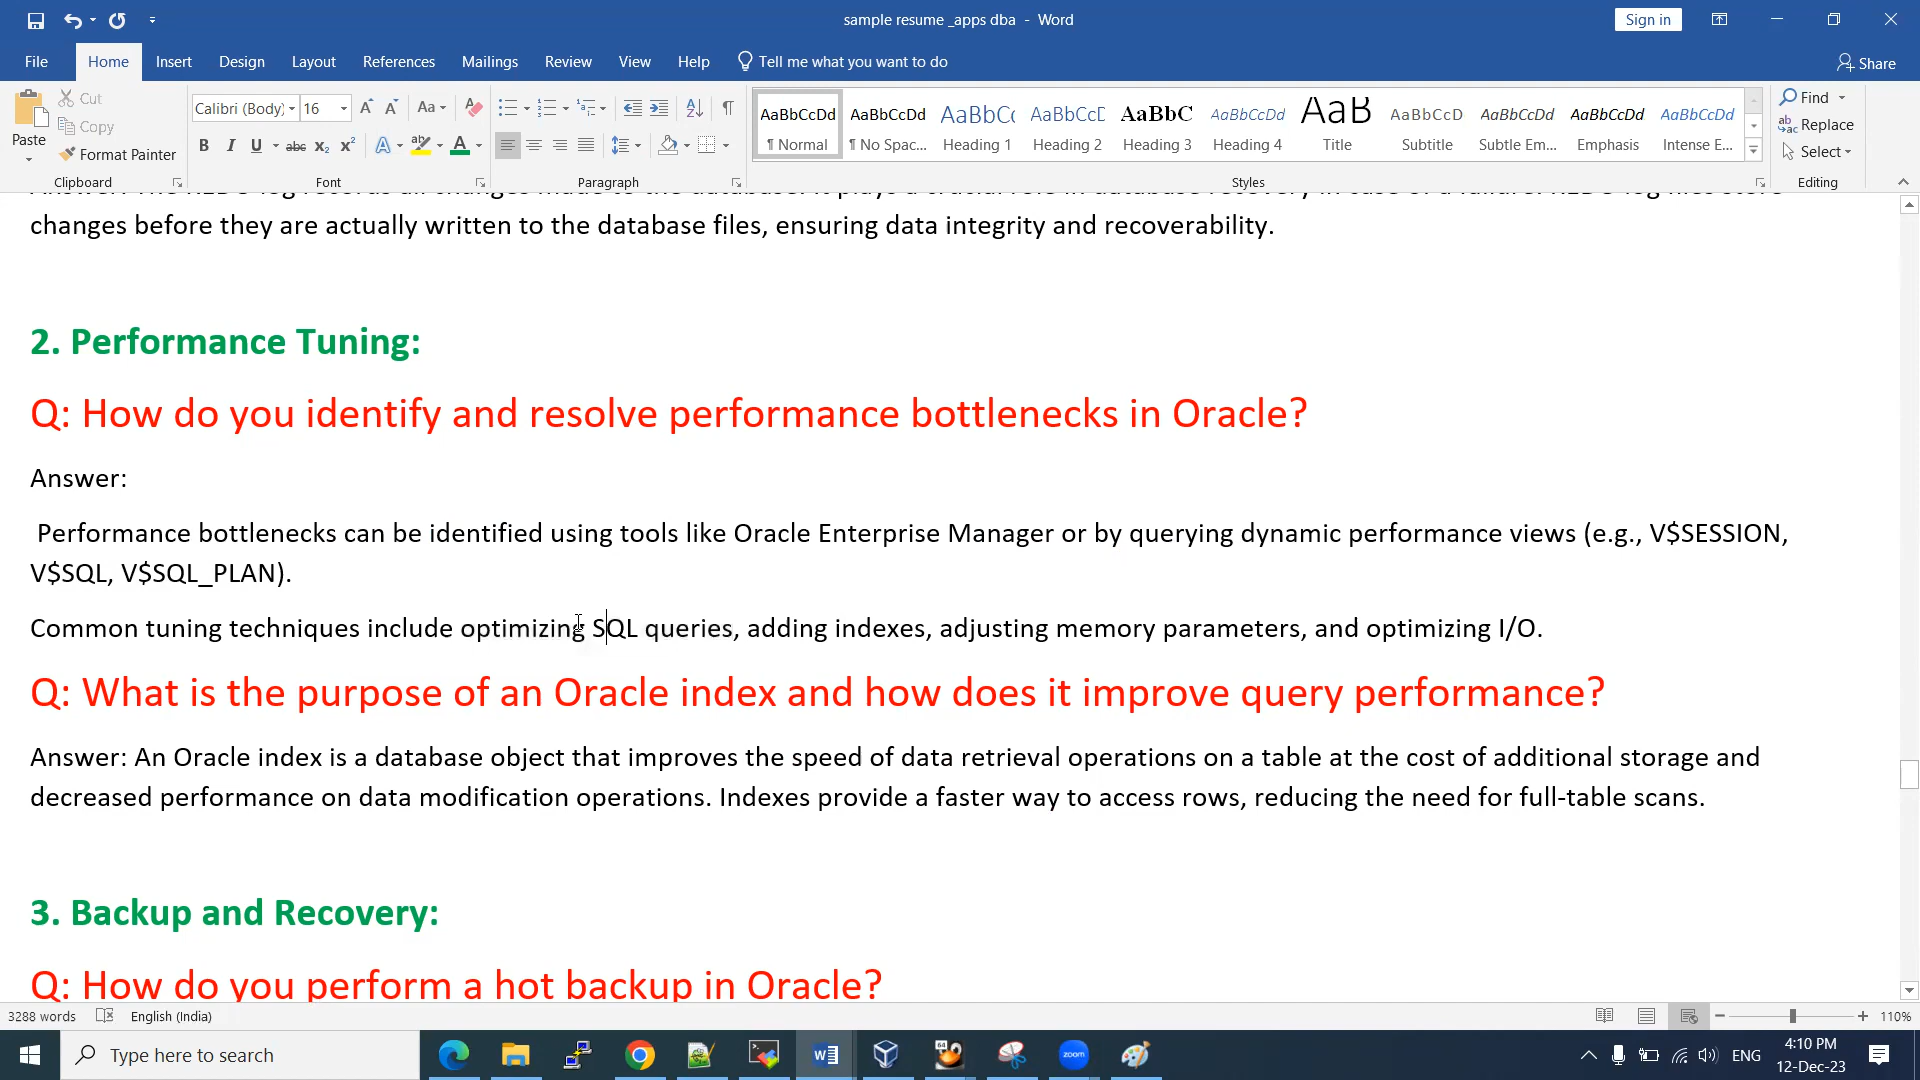 sample resume _apps dba - Word
Sign in
File Home Insert Design Layout References Mailings Review View Help Tell me what you want to do
Share
Paste
Cut
Copy
Format Painter
Clipboard
Calibri (Body) 16
Font
Paragraph
AaBbCcDd AaBbCcDd AaBbCc AaBbCcC AaBbC AaBbCcDd AaB AaBbCcD AaBbCcDd AaBbCcDd AaBbCcDd
¶ Normal ¶ No Spac... Heading 1 Heading 2 Heading 3 Heading 4 Title Subtitle Subtle Em... Emphasis Intense E...
Styles
Find
Replace
Select
Editing
changes before they are actually written to the database files, ensuring data integrity and recoverability.
2. Performance Tuning:
Q: How do you identify and resolve performance bottlenecks in Oracle?
Answer:
Performance bottlenecks can be identified using tools like Oracle Enterprise Manager or by querying dynamic performance views (e.g., V$SESSION,
V$SQL, V$SQL_PLAN).
Common tuning techniques include optimizing SQL queries, adding indexes, adjusting memory parameters, and optimizing I/O.
Q: What is the purpose of an Oracle index and how does it improve query performance?
Answer: An Oracle index is a database object that improves the speed of data retrieval operations on a table at the cost of additional storage and
decreased performance on data modification operations. Indexes provide a faster way to access rows, reducing the need for full-table scans.
3. Backup and Recovery:
Q: How do you perform a hot backup in Oracle?
3288 words English (India)
110%
Type here to search
zoom
ENG
4:10 PM
12-Dec-23